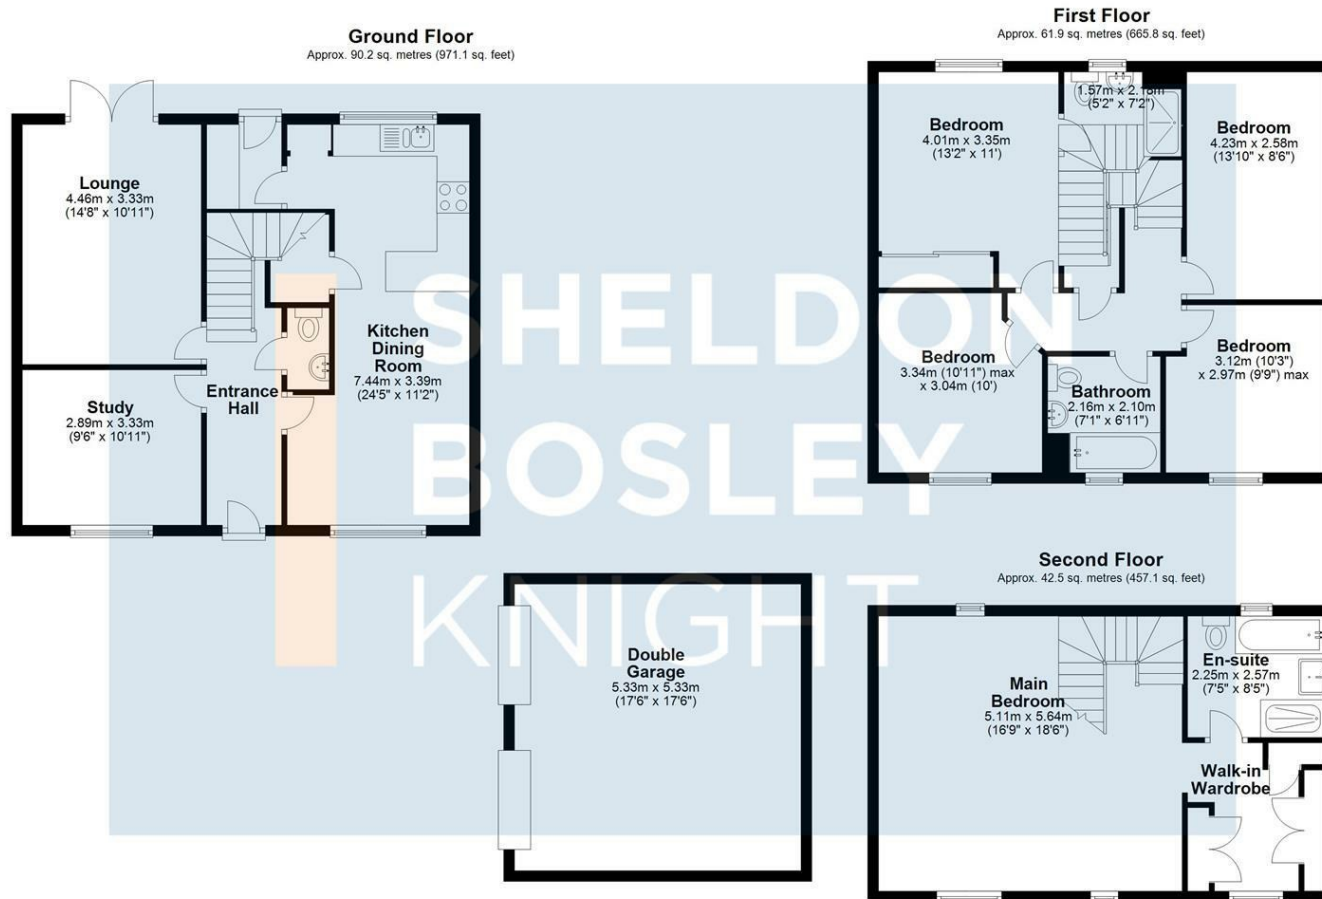 Ground Floor
Approx. 90.2 sq. metres (971.1 sq. feet)
Lounge
4.46m x 3.33m
(14'8" x 10'11")
Kitchen
Dining
Room
7.44m x 3.39m
(24'5" x 11'2")
Study
2.89m x 3.33m
(9'6" x 10'11")
Entrance
Hall
First Floor
Approx. 61.9 sq. metres (665.8 sq. feet)
Bedroom
4.01m x 3.35m
(13'2" x 11')
1.57m x 2.18m
(5'2" x 7'2")
Bedroom
4.23m x 2.58m
(13'10" x 8'6")
Bedroom
3.34m (10'11") max
x 3.04m (10')
Bathroom
2.16m x 2.10m
(7'1" x 6'11")
Bedroom
3.12m (10'3")
x 2.97m (9'9") max
Double
Garage
5.33m x 5.33m
(17'6" x 17'6")
Second Floor
Approx. 42.5 sq. metres (457.1 sq. feet)
Main
Bedroom
5.11m x 5.64m
(16'9" x 18'6")
En-suite
2.25m x 2.57m
(7'5" x 8'5")
Walk-in
Wardrobe
SHELDON
BOSLEY
KNIGHT